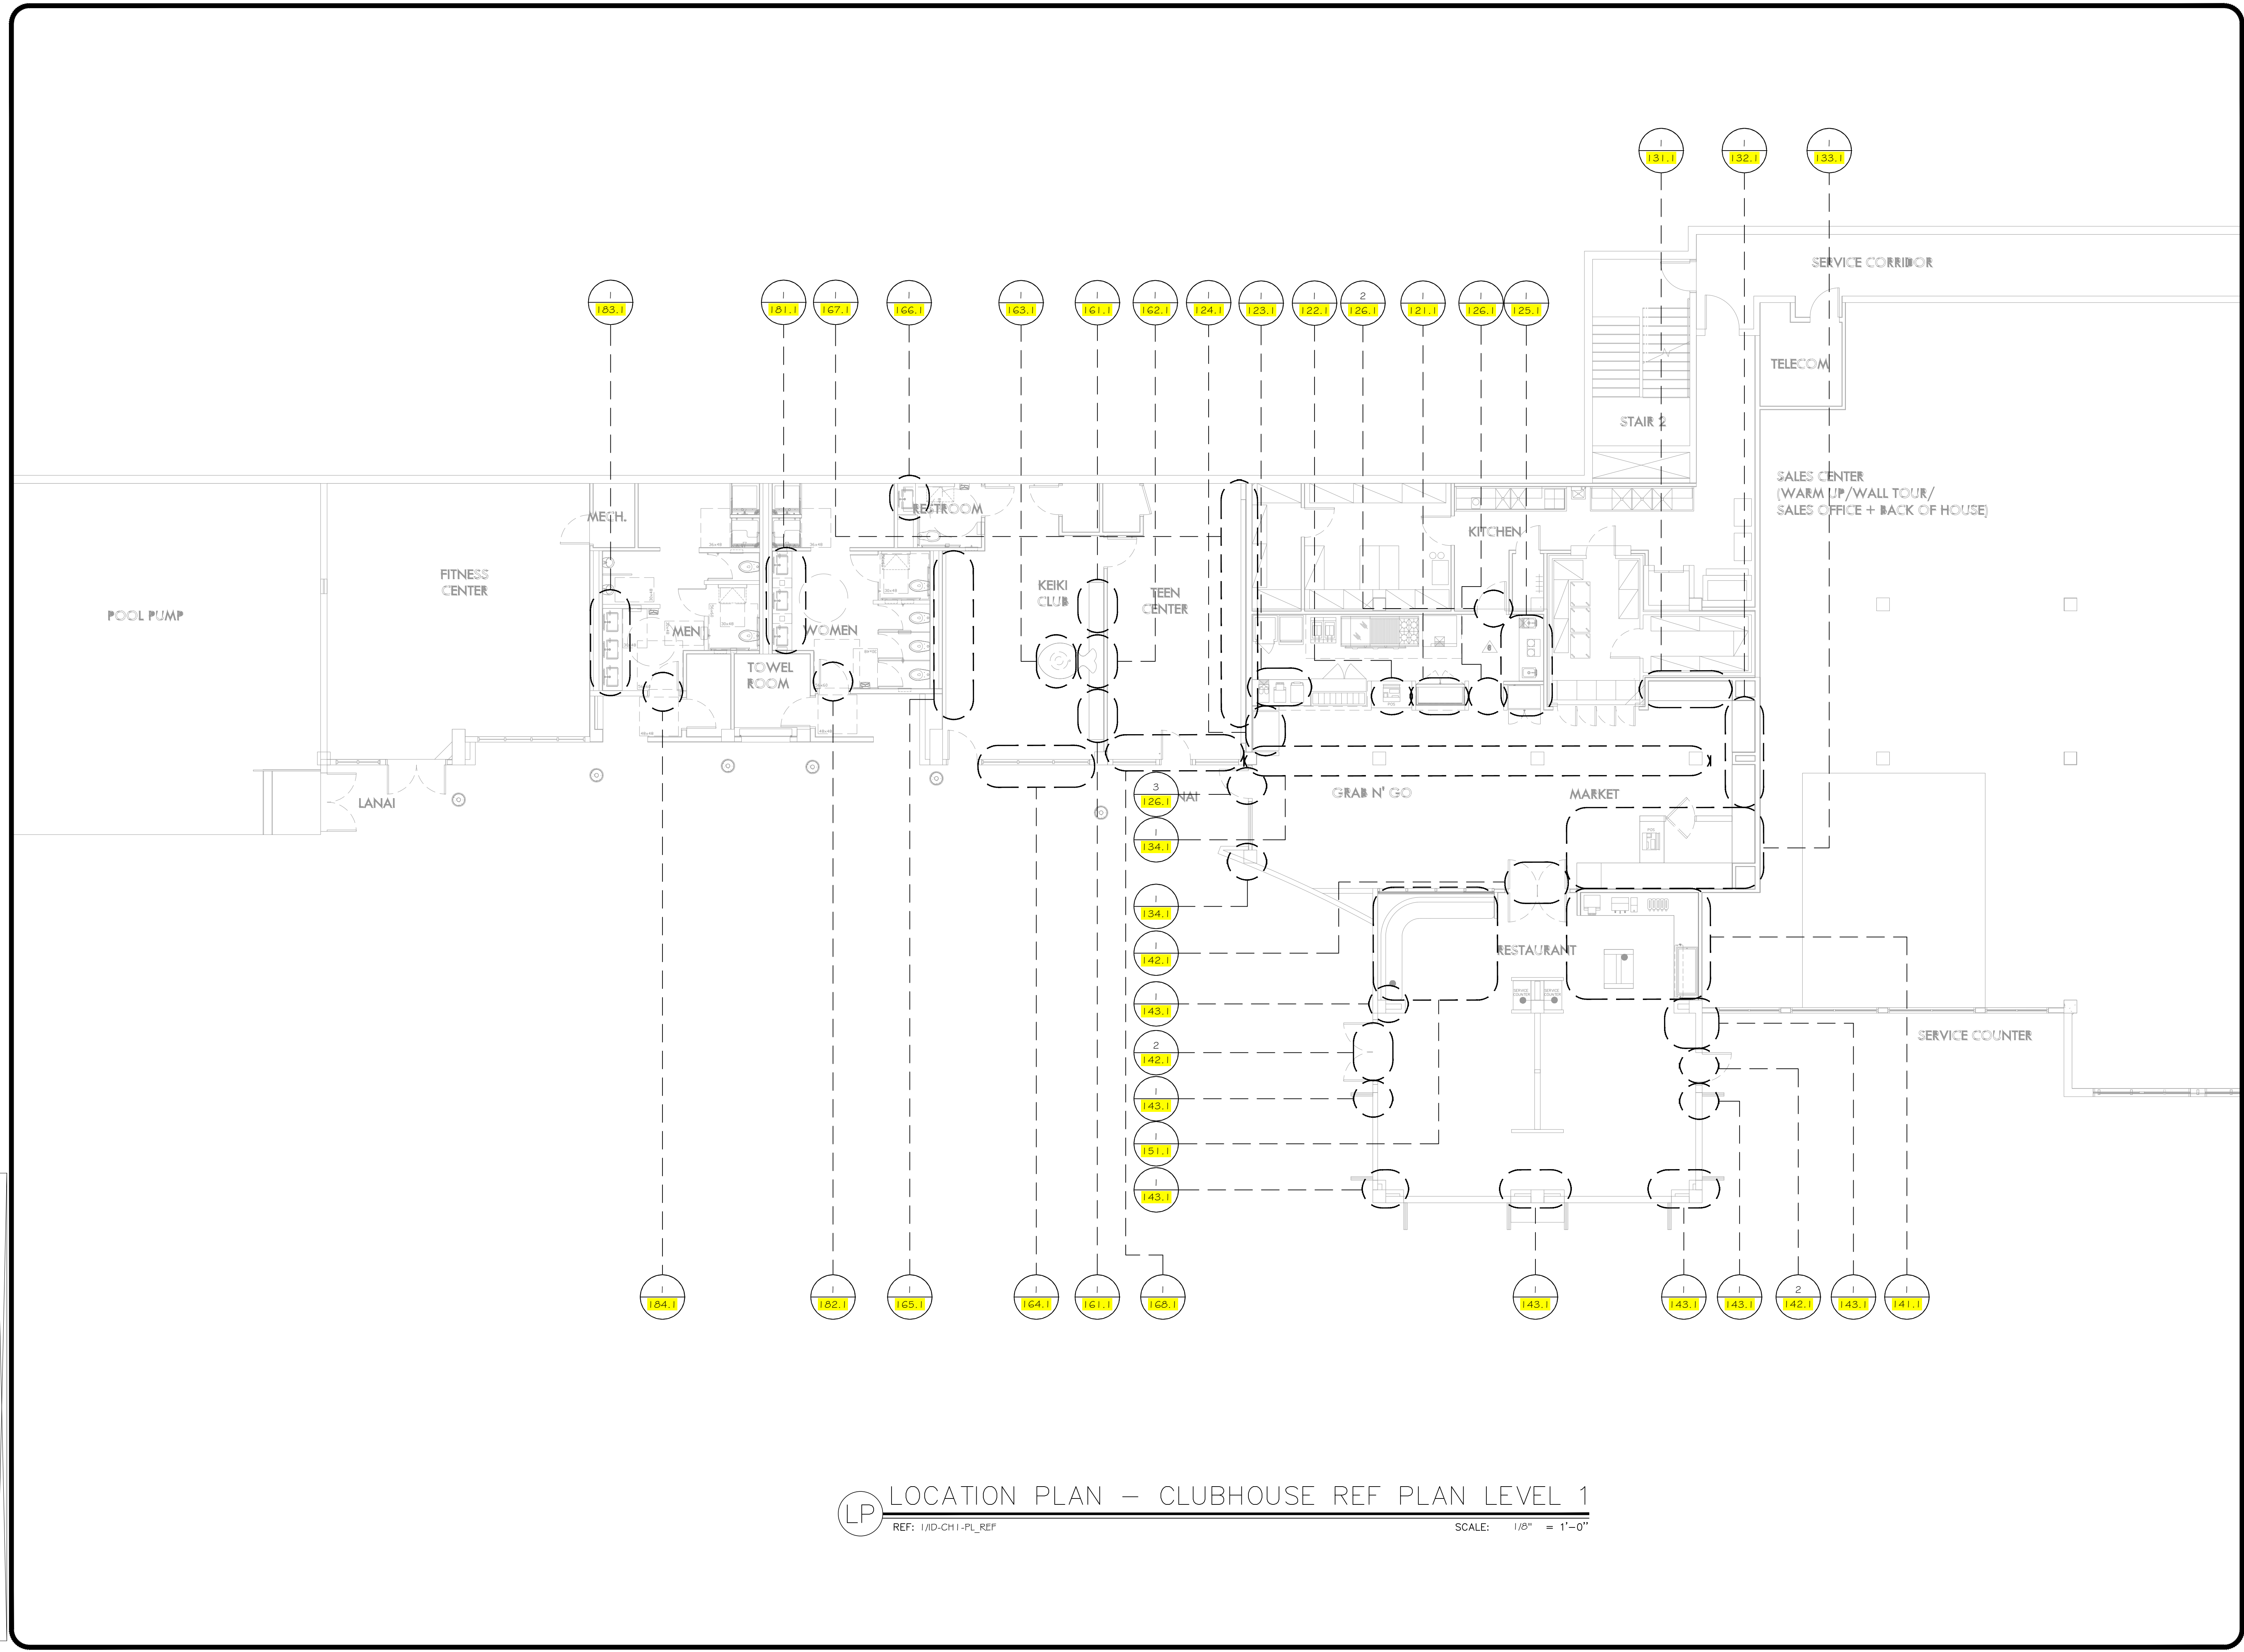 1
131.1
1
132.1
1
133.1
SERVICE CORRIDOR
1
183.1
1
181.1
1
167.1
1
166.1
1
163.1
1
161.1
1
162.1
1
124.1
1
123.1
1
122.1
2
126.1
1
121.1
1
126.1
1
125.1
TELECOM
STAIR 2
SALES CENTER
(WARM UP/WALL TOUR/
SALES OFFICE + BACK OF HOUSE)
MECH.
RESTROOM
KITCHEN
FITNESS
CENTER
KEIKI
CLUB
TEEN
CENTER
POOL PUMP
MEN
WOMEN
TOWEL
ROOM
POS
LANAI
3
126.1
NAI
GRAB N' GO
MARKET
POS
1
134.1
1
134.1
1
142.1
RESTAURANT
SERVICE
COUNTER
SERVICE
COUNTER
1
143.1
SERVICE COUNTER
2
142.1
1
143.1
1
151.1
1
143.1
1
184.1
1
182.1
1
165.1
1
164.1
1
161.1
1
168.1
1
143.1
1
143.1
1
143.1
2
142.1
1
143.1
1
141.1
LP
LOCATION PLAN – CLUBHOUSE REF PLAN LEVEL 1
REF: 1/ID-CH1-PL_REF
SCALE: 1/8" = 1'-0"